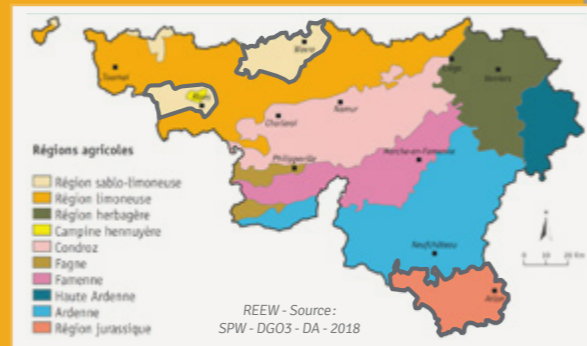 Wavre
Tournai
Mons
Liège
Verviers
Namur
Charleroi
Philippeville
Marche-en-Famenne
Neufchâteau
Arlon
Régions agricoles
Région sablo-limoneuse
Région limoneuse
Région herbagère
Campine hennuyère
Condroz
Fagne
Famenne
Haute Ardenne
Ardenne
Région jurassique
0 10 20 Km
REEW - Source:
SPW - DGO3 - DA - 2018